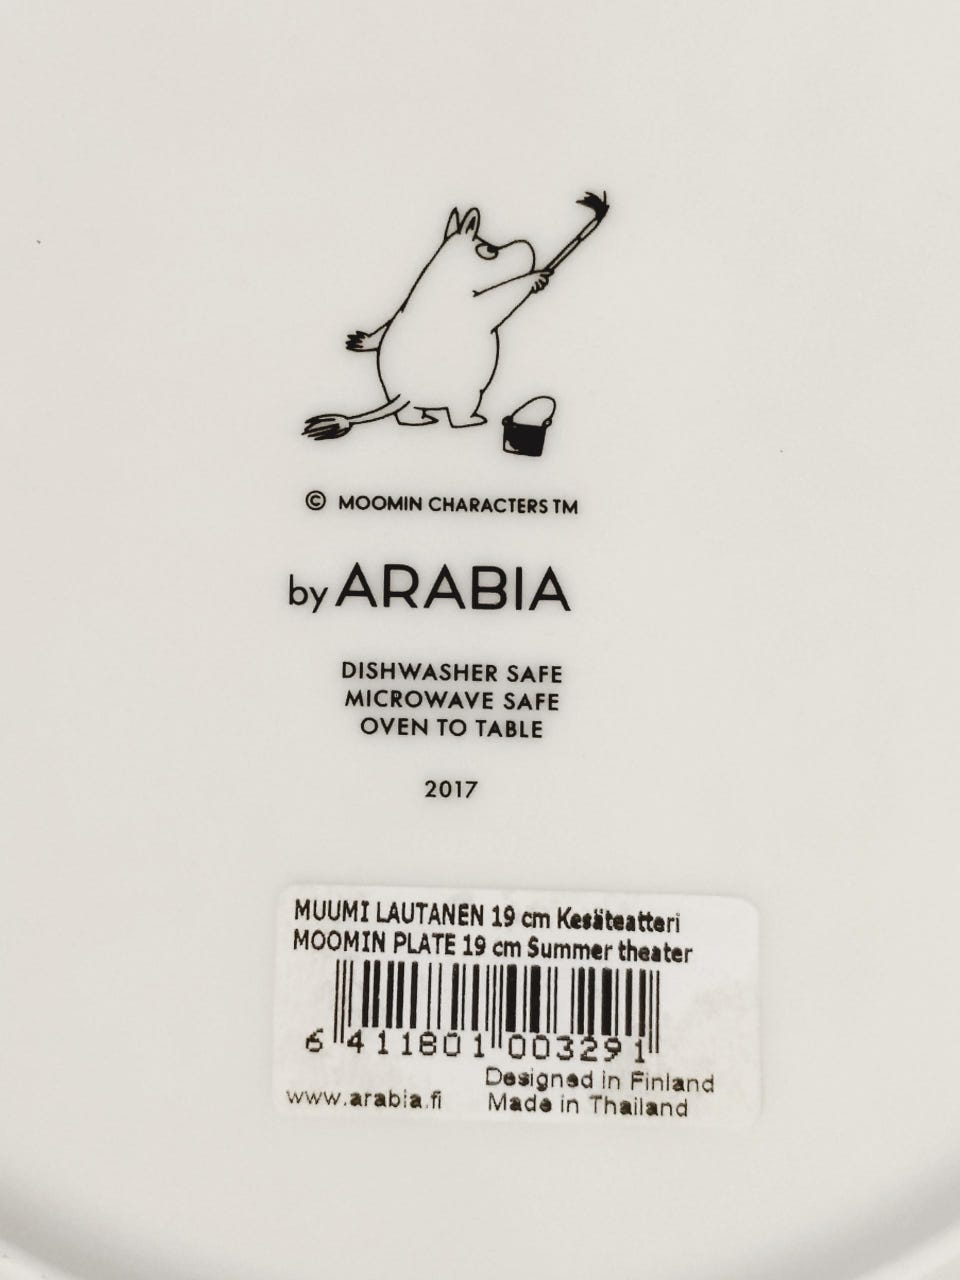 © MOOMIN CHARACTERS TM
by ARABIA
DISHWASHER SAFE
MICROWAVE SAFE
OVEN TO TABLE
2017
MUUMI LAUTANEN 19 cm Kesäteatteri
MOOMIN PLATE 19 cm Summer theater
6 411801 003291
Designed in Finland
www.arabia.fi Made in Thailand